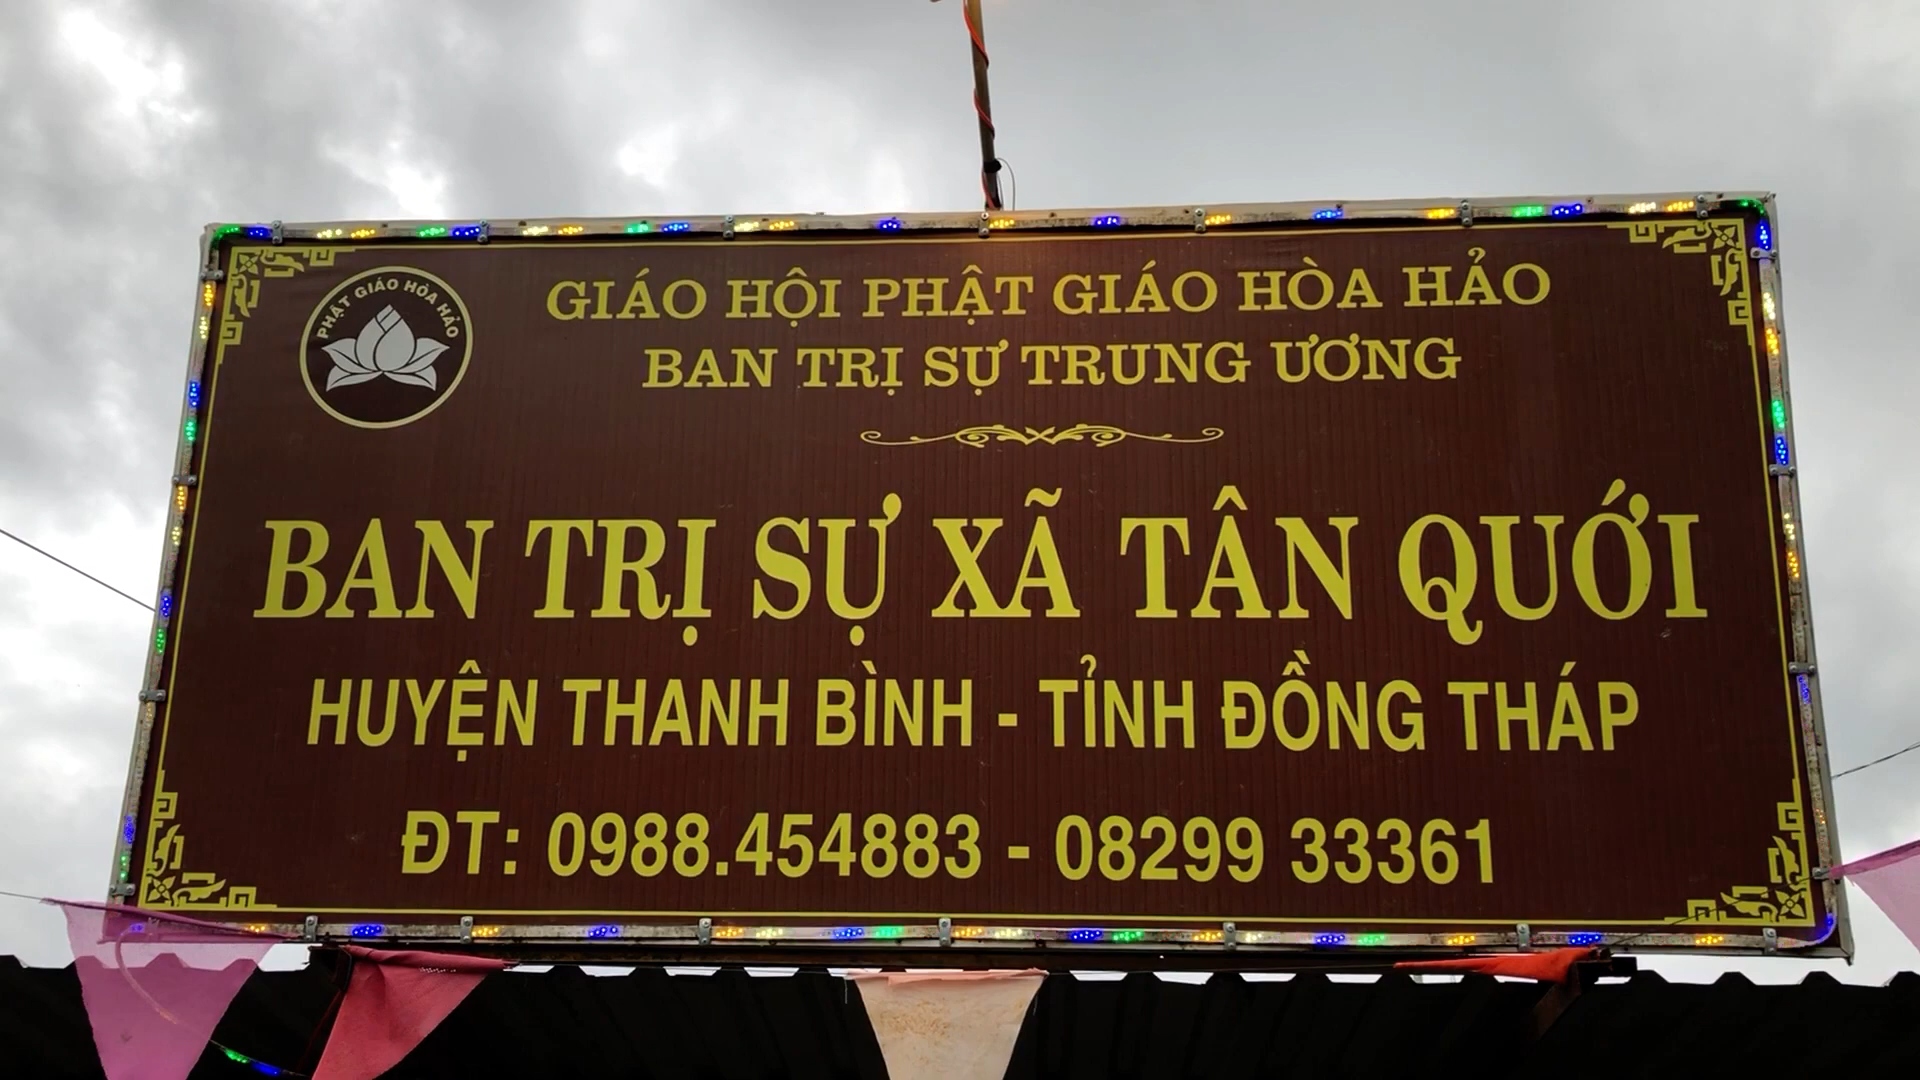 PHẬT GIÁO HÒA HẢO
GIÁO HỘI PHẬT GIÁO HÒA HẢO
BAN TRỊ SỰ TRUNG ƯƠNG
BAN TRỊ SỰ XÃ TÂN QUỚI
HUYỆN THANH BÌNH - TỈNH ĐỒNG THÁP
ĐT: 0988.454883 - 08299 33361